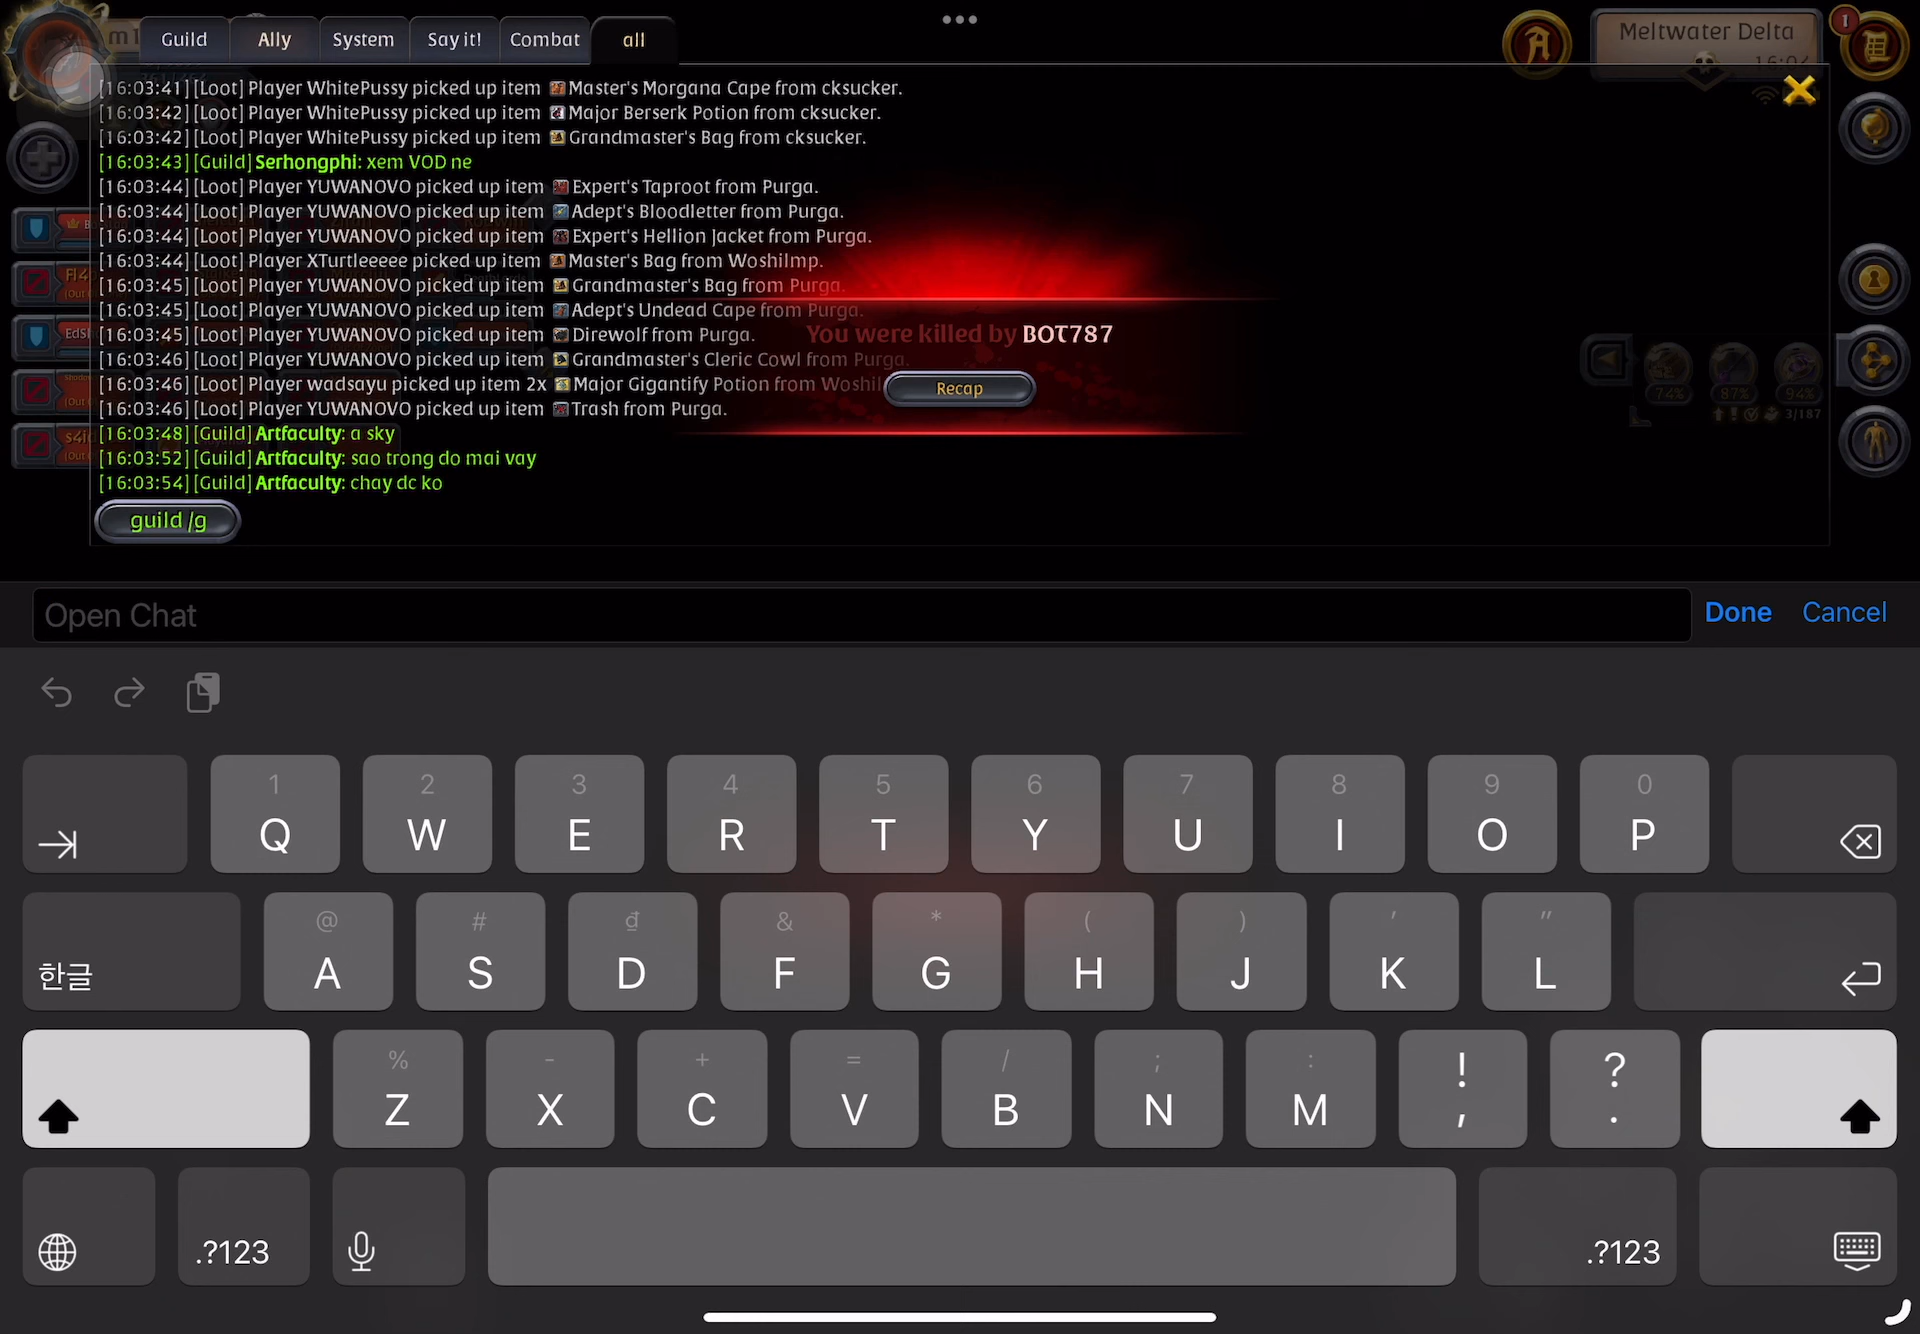 Guild Ally System Say it! Combat all
Meltwater Delta
1
[16:03:41] [Loot] Player WhitePussy picked up item Master's Morgana Cape from cksucker.
[16:03:42] [Loot] Player WhitePussy picked up item Major Berserk Potion from cksucker.
[16:03:42] [Loot] Player WhitePussy picked up item Grandmaster's Bag from cksucker.
[16:03:43] [Guild] Serhongphi: xem VOD ne
[16:03:44] [Loot] Player YUWANOVO picked up item Expert's Taproot from Purga.
[16:03:44] [Loot] Player YUWANOVO picked up item Adept's Bloodletter from Purga.
[16:03:44] [Loot] Player YUWANOVO picked up item Expert's Hellion Jacket from Purga.
[16:03:44] [Loot] Player XTurtleeeee picked up item Master's Bag from WoshiImp.
[16:03:45] [Loot] Player YUWANOVO picked up item Grandmaster's Bag from Purga.
[16:03:45] [Loot] Player YUWANOVO picked up item Adept's Undead Cape from Purga.
[16:03:45] [Loot] Player YUWANOVO picked up item Direwolf from Purga.
You were killed by BOT787
[16:03:46] [Loot] Player YUWANOVO picked up item Grandmaster's Cleric Cowl from Purga.
[16:03:46] [Loot] Player wadsayu picked up item 2x Major Gigantify Potion from Woshil
Recap
74% 87% 94%
3/187
[16:03:46] [Loot] Player YUWANOVO picked up item Trash from Purga.
[16:03:48] [Guild] Artfaculty: a sky
[16:03:52] [Guild] Artfaculty: sao trong do mai vay
[16:03:54] [Guild] Artfaculty: chay dc ko
guild /g
Open Chat
Done Cancel
1 2 3 4 5 6 7 8 9 0
Q W E R T Y U I O P
@ # ₫ & * ( ) ' "
한글 A S D F G H J K L
% - + = / ; : ! ?
Z X C V B N M , .
.?123 .?123